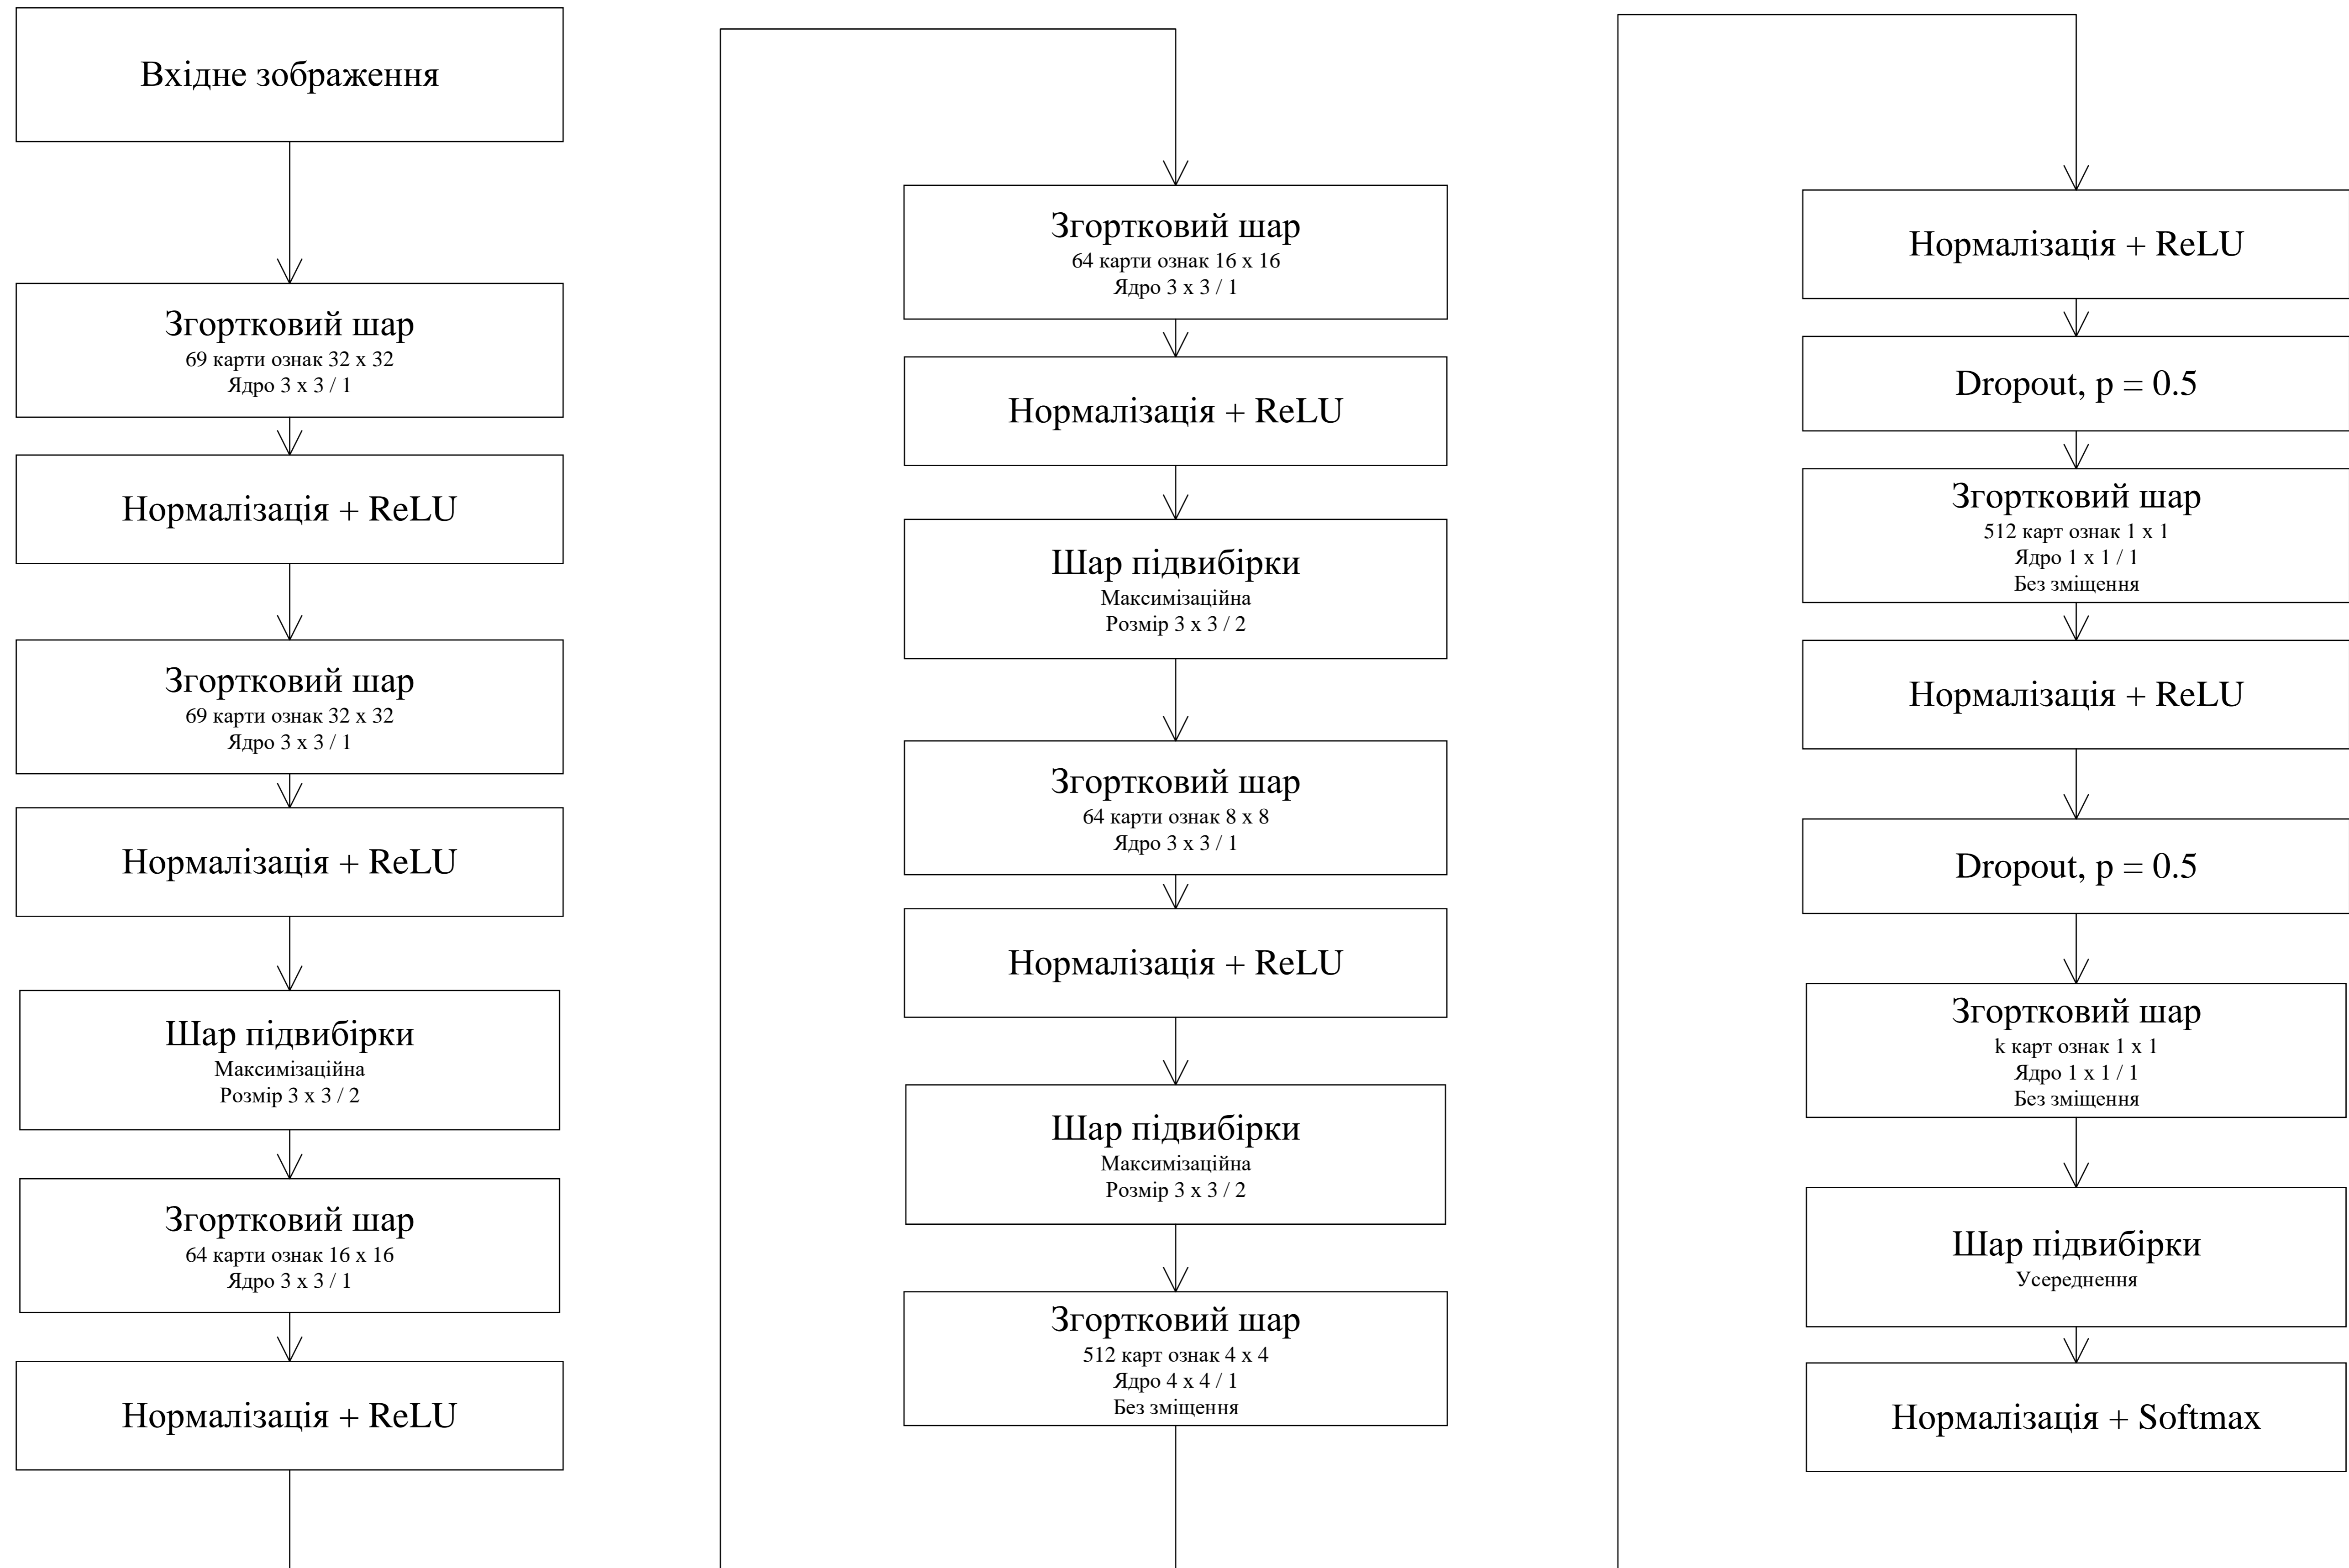 Вхідне зображення
Згортковий шар
69 карти ознак 32 x 32
Ядро 3 x 3 / 1
Нормалізація + ReLU
Згортковий шар
69 карти ознак 32 x 32
Ядро 3 x 3 / 1
Нормалізація + ReLU
Шар підвибірки
Максимізаційна
Розмір 3 x 3 / 2
Згортковий шар
64 карти ознак 16 x 16
Ядро 3 x 3 / 1
Нормалізація + ReLU
Згортковий шар
64 карти ознак 16 x 16
Ядро 3 x 3 / 1
Нормалізація + ReLU
Шар підвибірки
Максимізаційна
Розмір 3 x 3 / 2
Згортковий шар
64 карти ознак 8 x 8
Ядро 3 x 3 / 1
Нормалізація + ReLU
Шар підвибірки
Максимізаційна
Розмір 3 x 3 / 2
Згортковий шар
512 карт ознак 4 x 4
Ядро 4 x 4 / 1
Без зміщення
Нормалізація + ReLU
Dropout, p = 0.5
Згортковий шар
512 карт ознак 1 x 1
Ядро 1 x 1 / 1
Без зміщення
Нормалізація + ReLU
Dropout, p = 0.5
Згортковий шар
k карт ознак 1 x 1
Ядро 1 x 1 / 1
Без зміщення
Шар підвибірки
Усереднення
Нормалізація + Softmax